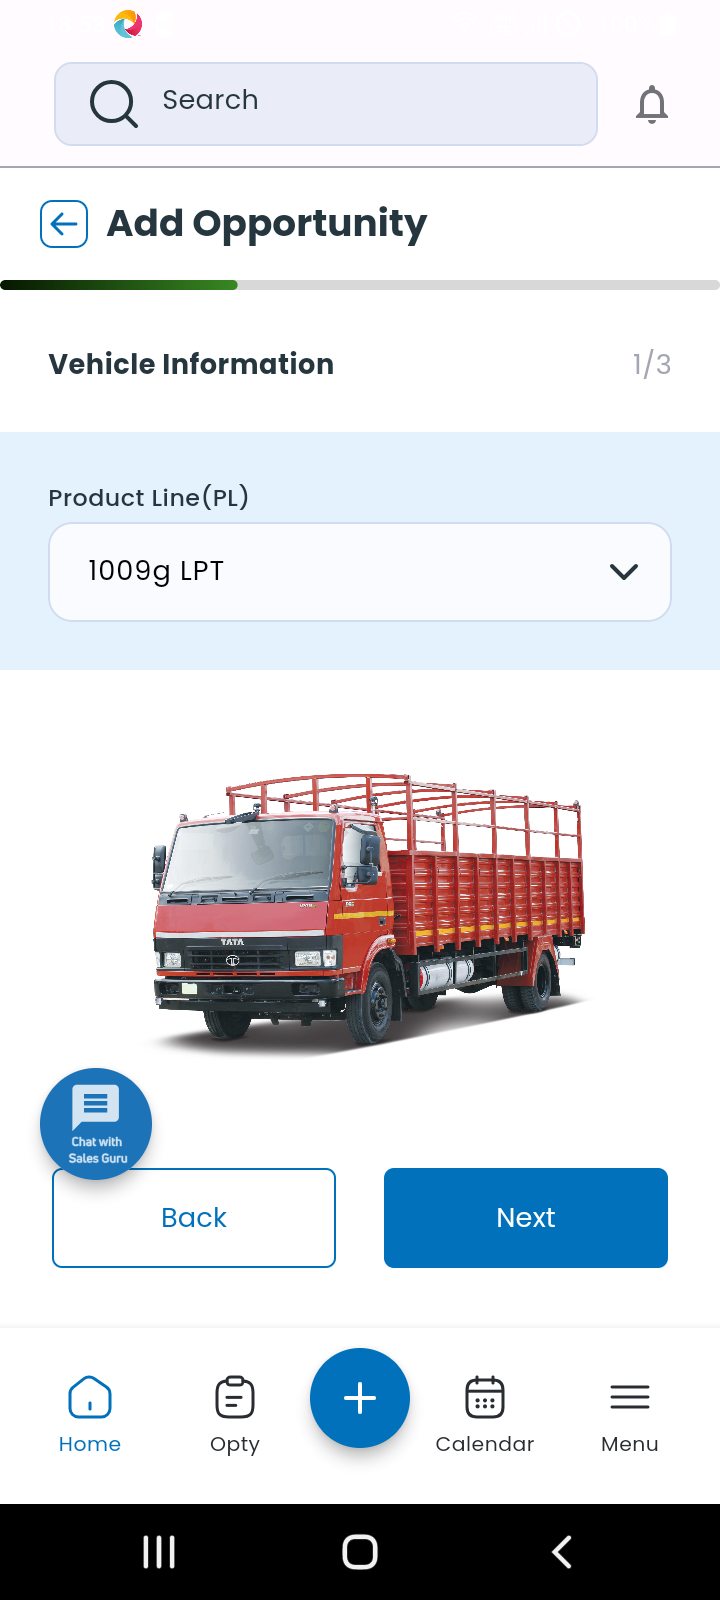 Search
Add Opportunity
Vehicle Information
1/3
Product Line(PL)
1009g LPT
TATA
Chat with
Sales Guru
Back
Next
Home
Opty
Calendar
Menu